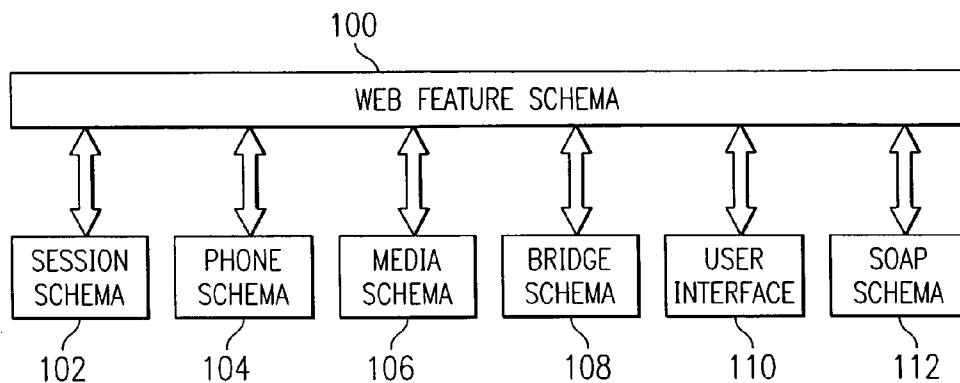 100
WEB FEATURE SCHEMA
SESSION SCHEMA
PHONE SCHEMA
MEDIA SCHEMA
BRIDGE SCHEMA
USER INTERFACE
SOAP SCHEMA
102
104
106
108
110
112